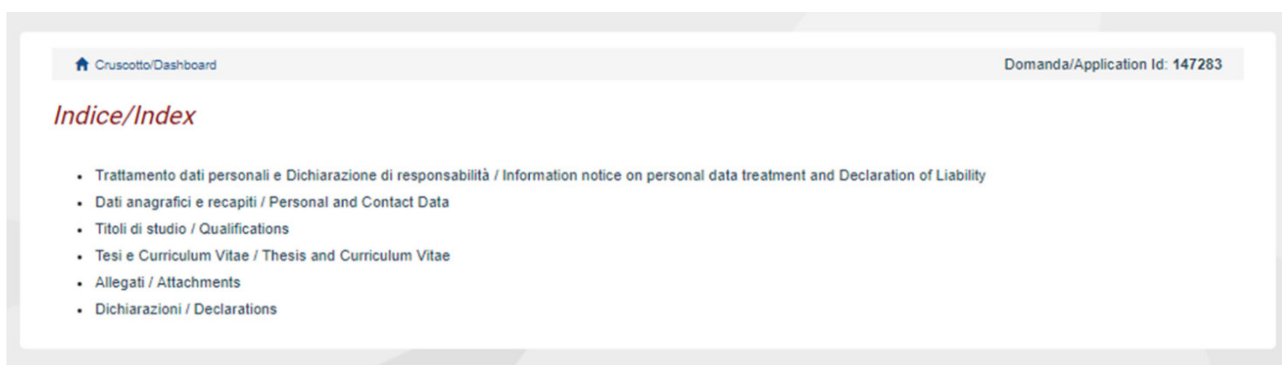 Cruscotto/Dashboard
Domanda/Application Id: 147283
Indice/Index
Trattamento dati personali e Dichiarazione di responsabilità / Information notice on personal data treatment and Declaration of Liability
Dati anagrafici e recapiti / Personal and Contact Data
Titoli di studio / Qualifications
Tesi e Curriculum Vitae / Thesis and Curriculum Vitae
Allegati / Attachments
Dichiarazioni / Declarations